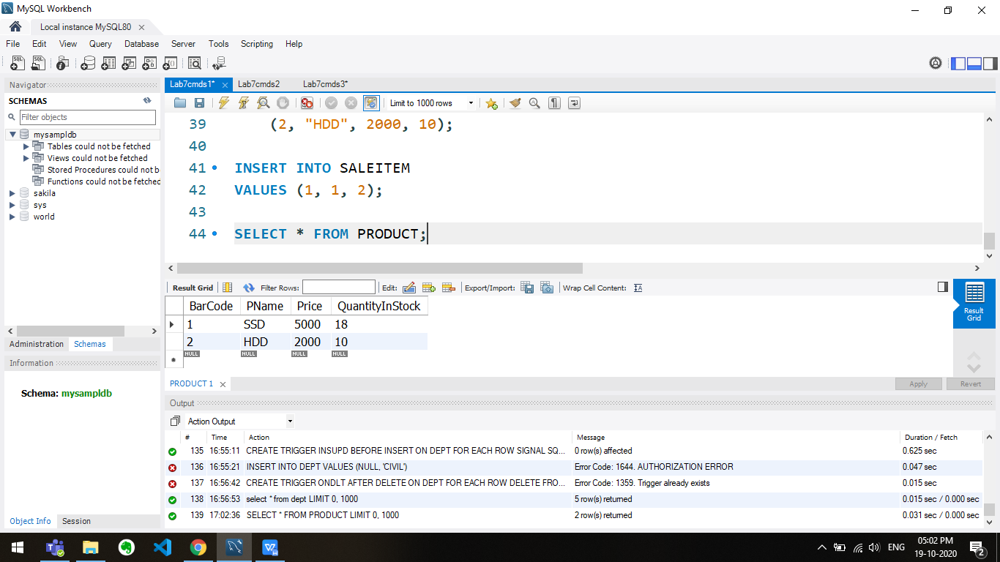 MySQL Workbench
Local instance MySQL80
File Edit View Query Database Server Tools Scripting Help
Navigator
SCHEMAS
Filter objects
mysampldb
Tables could not be fetched
Views could not be fetched
Stored Procedures could not b
Functions could not be fetched
sakila
sys
world
Administration Schemas
Information
Schema: mysampldb
Object Info Session
Lab7cmds1* Lab7cmds2 Lab7cmds3*
Limit to 1000 rows
39 (2, "HDD", 2000, 10);
40
41 INSERT INTO SALEITEM
42 VALUES (1, 1, 2);
43
44 SELECT * FROM PRODUCT;
Result Grid Filter Rows: Edit: Export/Import: Wrap Cell Content:
BarCode PName Price QuantityInStock
1 SSD 5000 18
2 HDD 2000 10
NULL NULL NULL NULL
Result Grid
PRODUCT 1
Apply Revert
Output
Action Output
# Time Action Message Duration / Fetch
135 16:55:11 CREATE TRIGGER INSUPD BEFORE INSERT ON DEPT FOR EACH ROW SIGNAL SQ... 0 row(s) affected 0.625 sec
136 16:55:21 INSERT INTO DEPT VALUES (NULL, 'CIVIL') Error Code: 1644. AUTHORIZATION ERROR 0.047 sec
137 16:56:42 CREATE TRIGGER ONDLT AFTER DELETE ON DEPT FOR EACH ROW DELETE FRO... Error Code: 1359. Trigger already exists 0.015 sec
138 16:56:53 select * from dept LIMIT 0, 1000 5 row(s) returned 0.015 sec / 0.000 sec
139 17:02:36 SELECT * FROM PRODUCT LIMIT 0, 1000 2 row(s) returned 0.031 sec / 0.000 sec
ENG
05:02 PM
19-10-2020
2